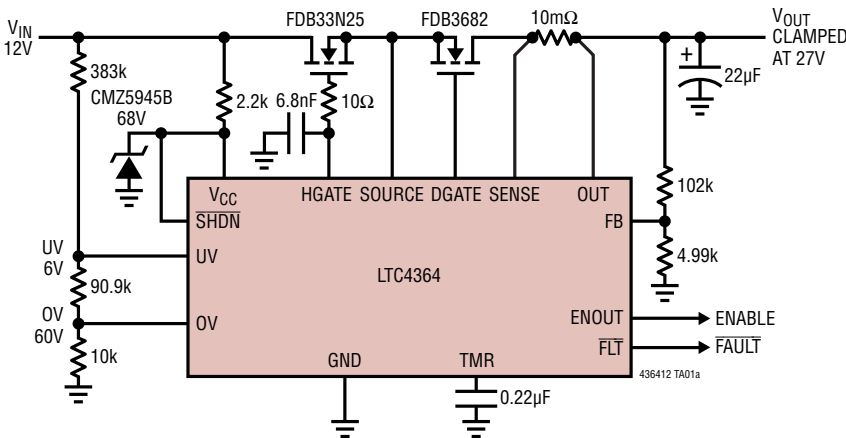 FDB33N25
FDB3682
10mΩ
VIN
12V
VOUT
CLAMPED
AT 27V
383k
CMZ5945B
68V
2.2k
6.8nF
10Ω
+
22µF
VCC
HGATE
SOURCE
DGATE
SENSE
OUT
102k
SHDN
FB
UV
6V
UV
4.99k
LTC4364
90.9k
OV
60V
OV
ENOUT
ENABLE
10k
GND
TMR
FLT
FAULT
436412 TA01a
0.22µF